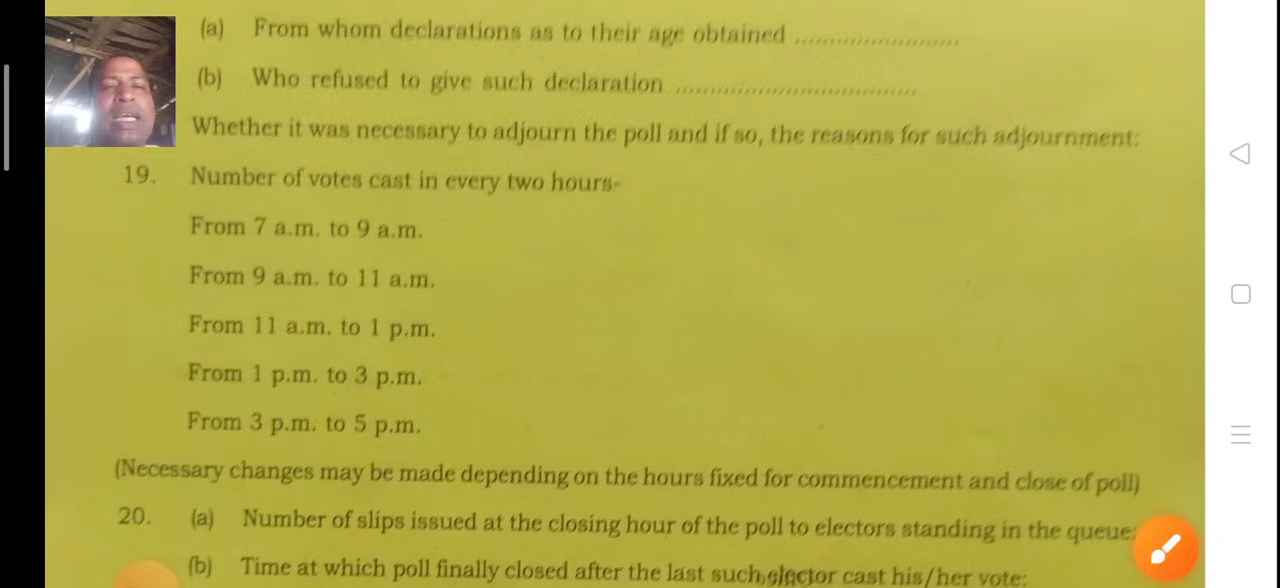 (a) From whom declarations as to their age obtained ........................
(b) Who refused to give such declaration ...................................
Whether it was necessary to adjourn the poll and if so, the reasons for such adjournment:
19. Number of votes cast in every two hours-
From 7 a.m. to 9 a.m.
From 9 a.m. to 11 a.m.
From 11 a.m. to 1 p.m.
From 1 p.m. to 3 p.m.
From 3 p.m. to 5 p.m.
(Necessary changes may be made depending on the hours fixed for commencement and close of poll)
20. (a) Number of slips issued at the closing hour of the poll to electors standing in the queue:
(b) Time at which poll finally closed after the last such elector cast his/her vote: